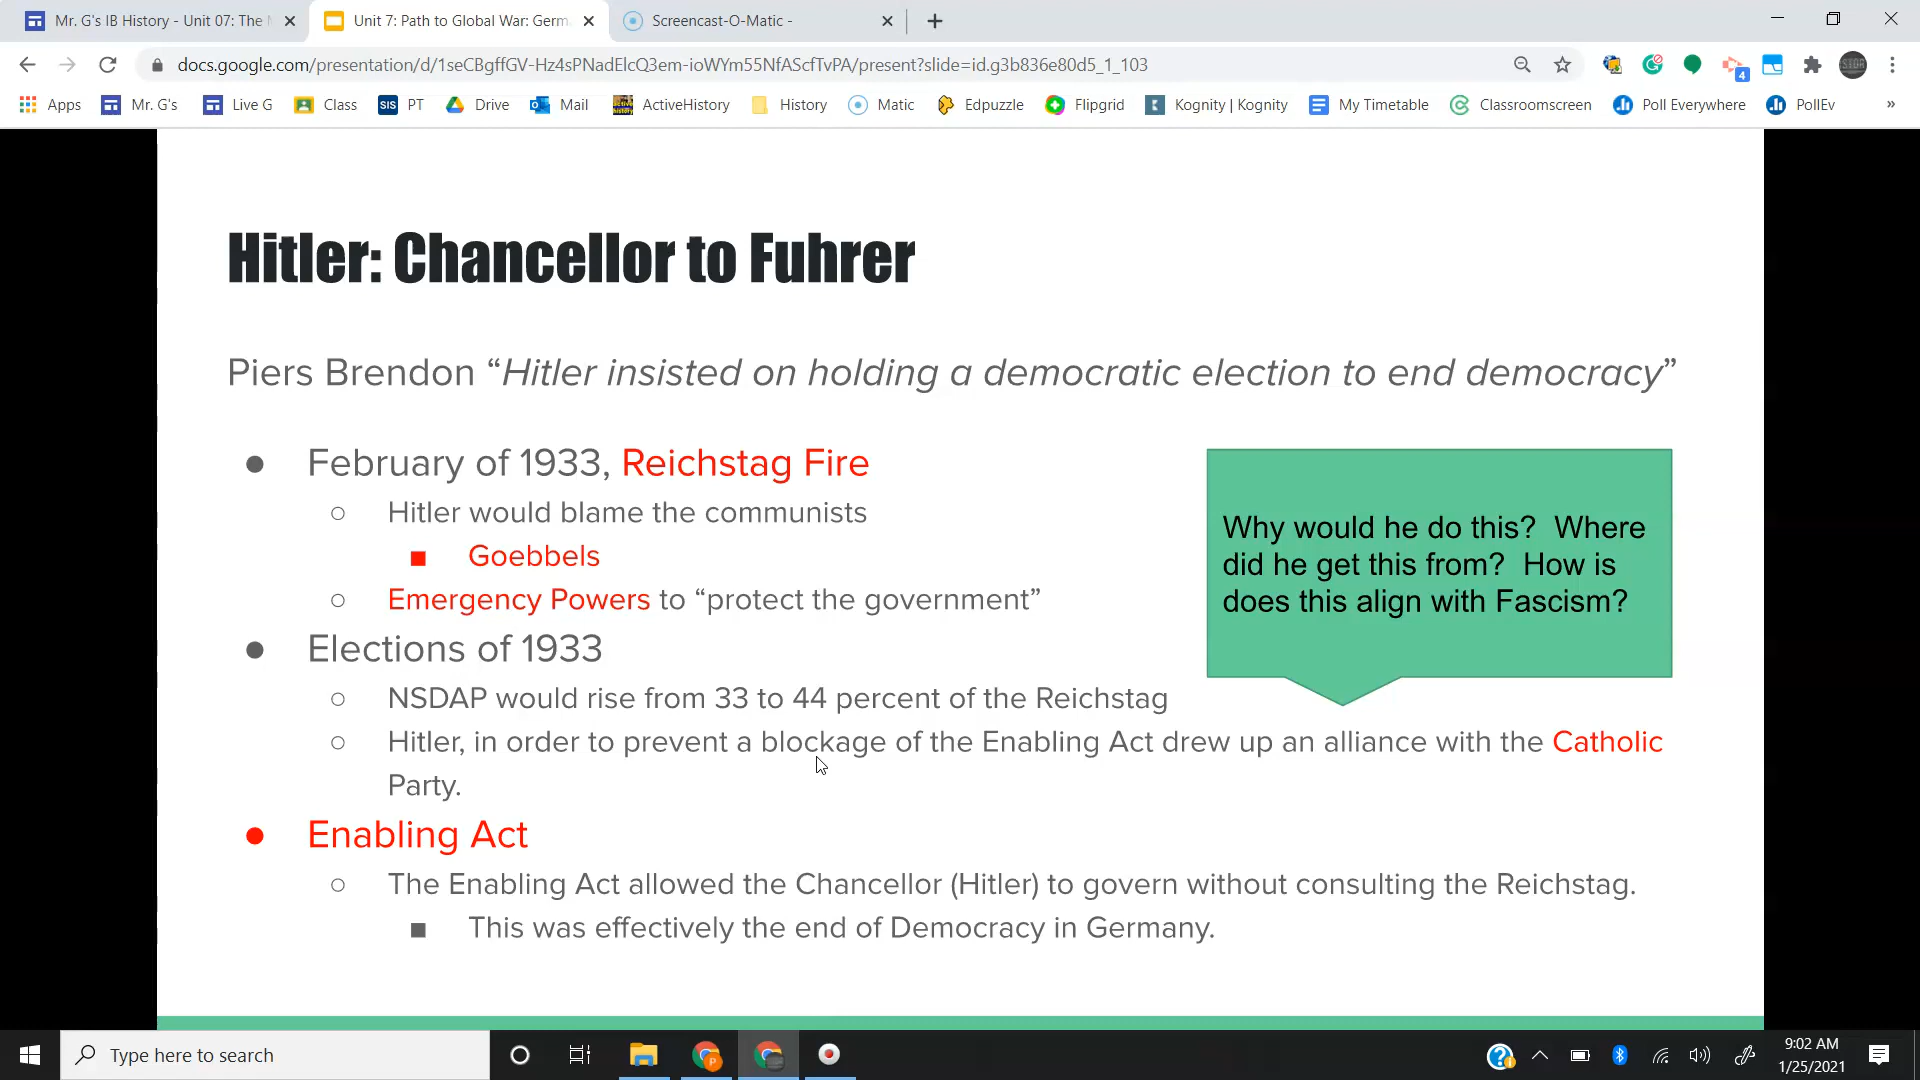 Mr. G's IB History - Unit 07: The M
Unit 7: Path to Global War: Germ
Screencast-O-Matic -
docs.google.com/presentation/d/1seCBgffGV-Hz4sPNadElcQ3em-ioWYm55NfAScfTvPA/present?slide=id.g3b836e80d5_1_103
4
Apps Mr. G's Live G Class SIS PT Drive Mail ActiveHistory History Matic Edpuzzle Flipgrid Kognity | Kognity My Timetable Classroomscreen Poll Everywhere PollEv »
Hitler: Chancellor to Fuhrer
Piers Brendon “Hitler insisted on holding a democratic election to end democracy”
February of 1933, Reichstag Fire
Hitler would blame the communists
Goebbels
Emergency Powers to “protect the government”
Why would he do this? Where
did he get this from? How is
does this align with Fascism?
Elections of 1933
NSDAP would rise from 33 to 44 percent of the Reichstag
Hitler, in order to prevent a blockage of the Enabling Act drew up an alliance with the Catholic
Party.
Enabling Act
The Enabling Act allowed the Chancellor (Hitler) to govern without consulting the Reichstag.
This was effectively the end of Democracy in Germany.
Type here to search
9:02 AM
1/25/2021